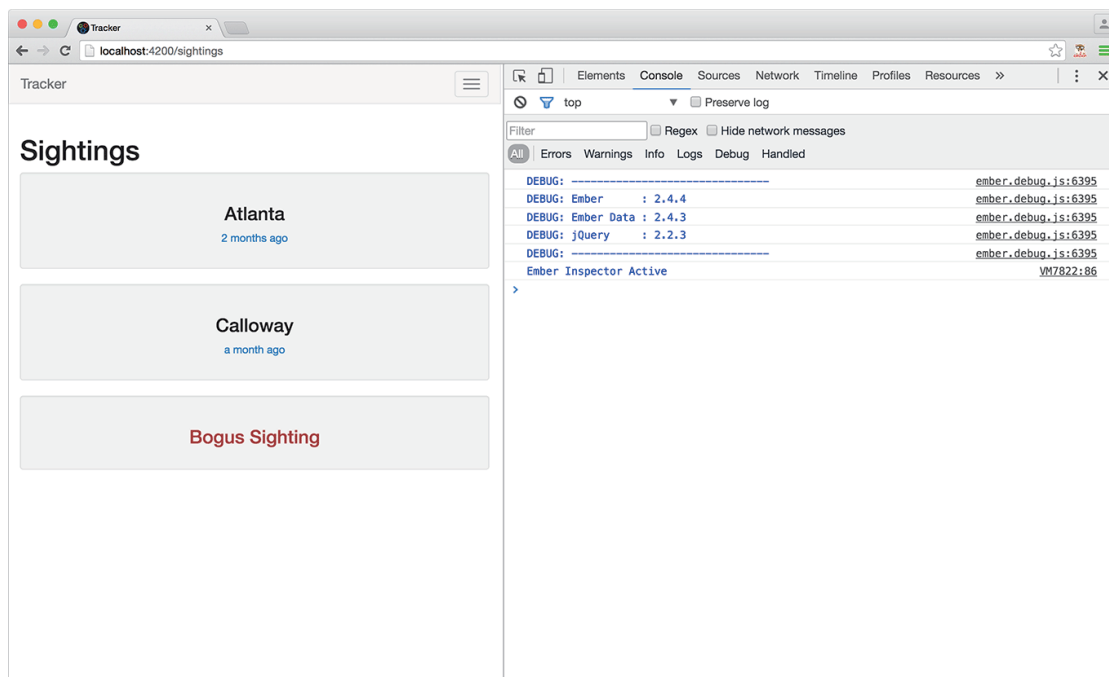 Tracker
localhost:4200/sightings
Tracker
Sightings
Atlanta
2 months ago
Calloway
a month ago
Bogus Sighting
Elements Console Sources Network Timeline Profiles Resources »
top Preserve log
Filter Regex Hide network messages
All Errors Warnings Info Logs Debug Handled
DEBUG: ------------------------------- ember.debug.js:6395
DEBUG: Ember : 2.4.4 ember.debug.js:6395
DEBUG: Ember Data : 2.4.3 ember.debug.js:6395
DEBUG: jQuery : 2.2.3 ember.debug.js:6395
DEBUG: ------------------------------- ember.debug.js:6395
Ember Inspector Active VM7822:86
>